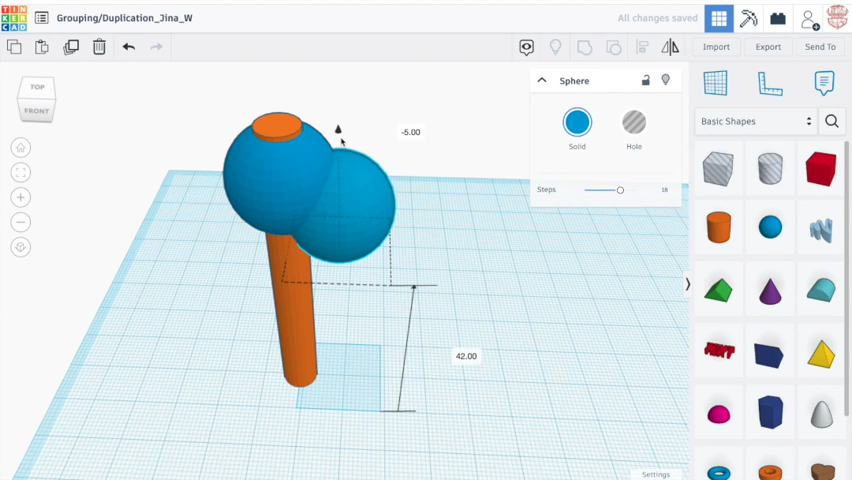 TIN
KER
CAD
Grouping/Duplication_Jina_W
All changes saved
Import
Export
Send To
TOP
FRONT
Sphere
Solid
Hole
Steps
18
Basic Shapes
-5.00
42.00
TEXT
Settings